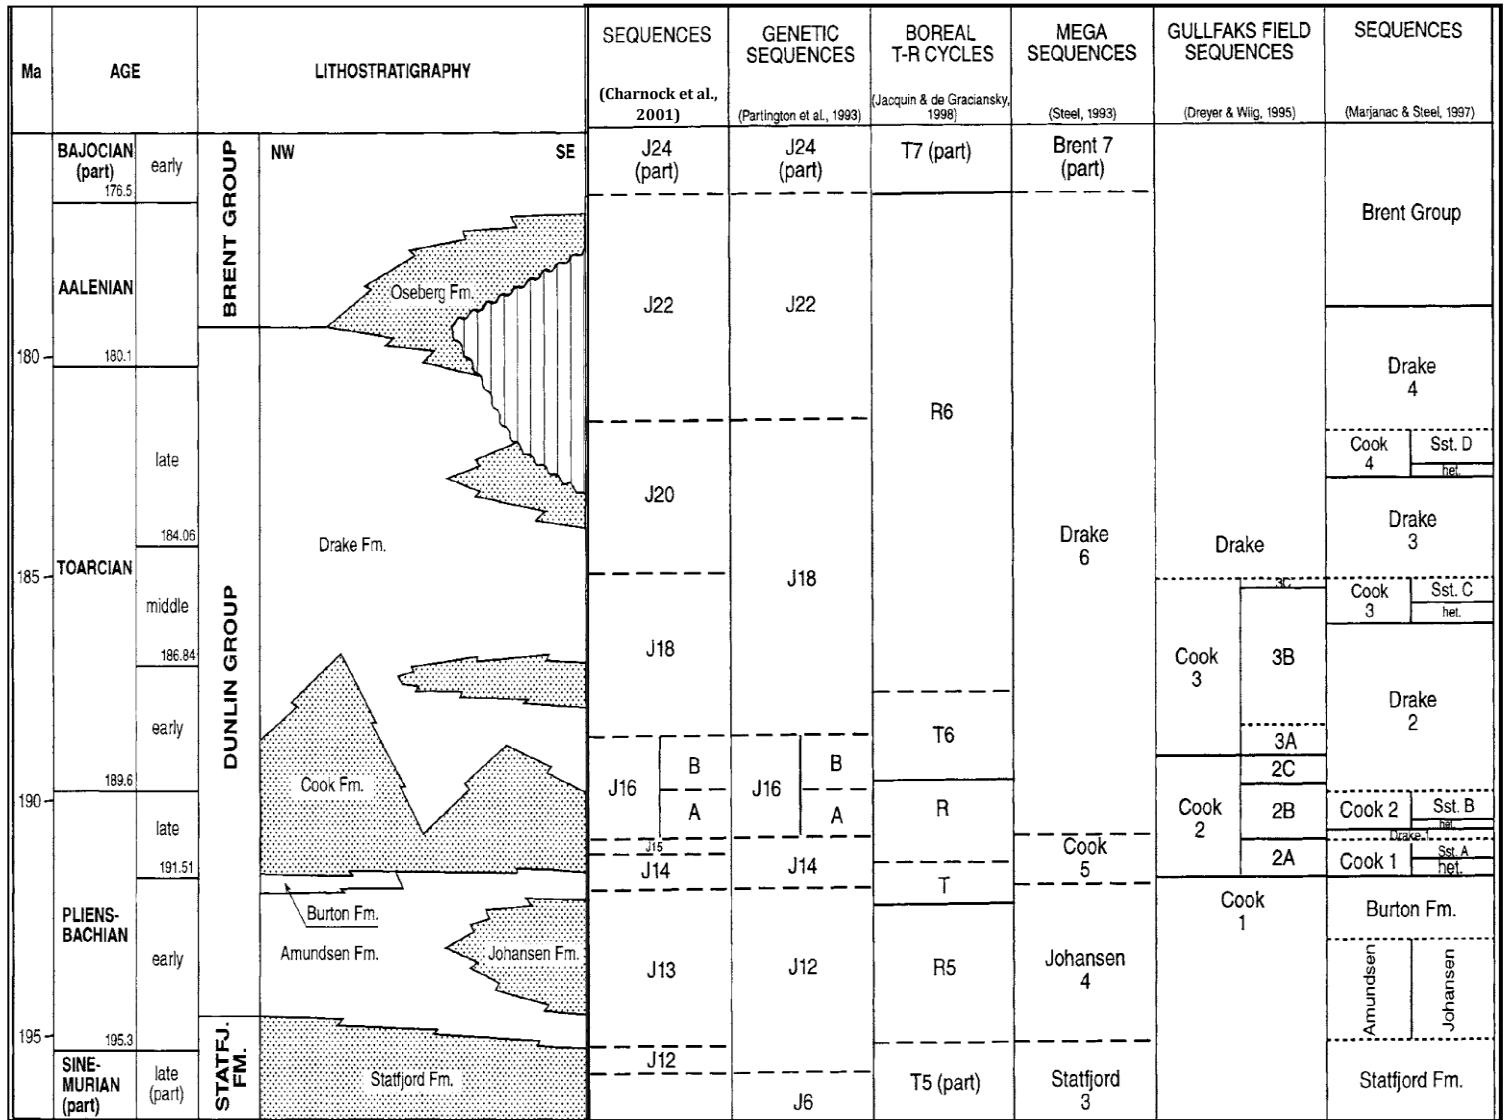 Ma
AGE
LITHOSTRATIGRAPHY
SEQUENCES
(Charnock et al.,
2001)
GENETIC
SEQUENCES
(Partington et al., 1993)
BOREAL
T-R CYCLES
(Jacquin & de Graciansky,
1998)
MEGA
SEQUENCES
(Steel, 1993)
GULLFAKS FIELD
SEQUENCES
(Dreyer & Wiig, 1995)
SEQUENCES
(Marjanac & Steel, 1997)
180
185
190
195
BAJOCIAN
(part)
176.5
early
AALENIAN
180.1
TOARCIAN
late
184.06
middle
186.84
early
189.6
PLIENS-
BACHIAN
late
191.51
early
195.3
SINE-
MURIAN
(part)
late
(part)
BRENT GROUP
DUNLIN GROUP
STATFJ.
FM.
NW
SE
Oseberg Fm.
Drake Fm.
Cook Fm.
Burton Fm.
Amundsen Fm.
Johansen Fm.
Statfjord Fm.
J24
(part)
J22
J20
J18
J16
B
A
J15
J14
J13
J12
J24
(part)
J22
J18
J16
B
A
J14
J12
J6
T7 (part)
R6
T6
R
T
R5
T5 (part)
Brent 7
(part)
Drake
6
Cook
5
Johansen
4
Statfjord
3
Drake
Cook
3
3C
3B
3A
Cook
2
2C
2B
2A
Cook
1
Brent Group
Drake
4
Cook
4
Sst. D
het.
Drake
3
Cook
3
Sst. C
het.
Drake
2
Cook 2
Sst. B
het.
Drake 1
Cook 1
Sst. A
het.
Burton Fm.
Amundsen
Johansen
Statfjord Fm.